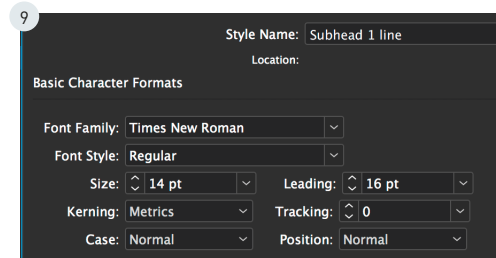 9
Style Name: Subhead 1 line
Location:
Basic Character Formats
Font Family: Times New Roman
Font Style: Regular
Size: 14 pt Leading: 16 pt
Kerning: Metrics Tracking: 0
Case: Normal Position: Normal